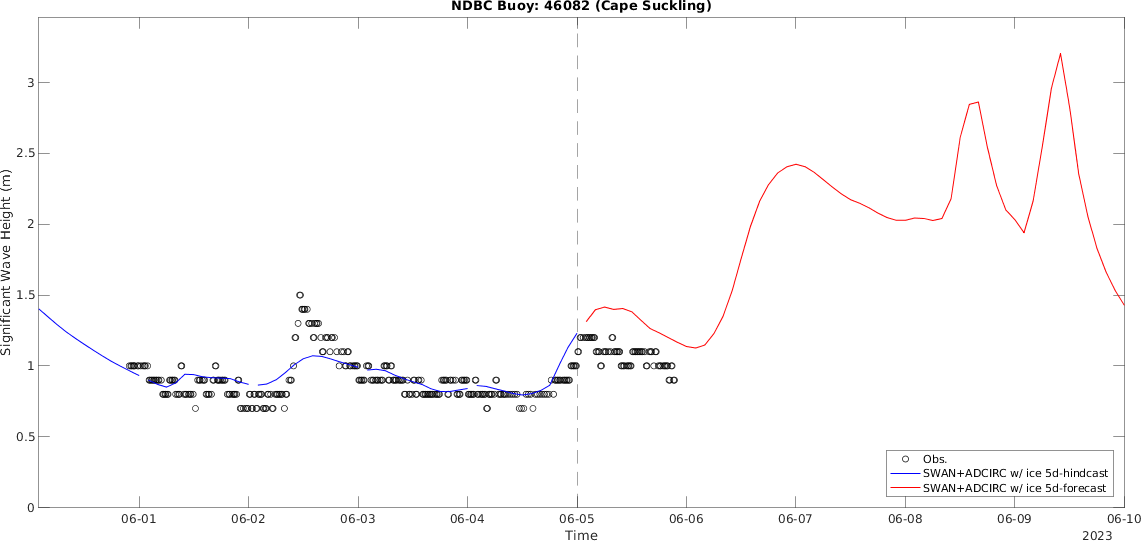 NDBC Buoy: 46082 (Cape Suckling)
Significant Wave Height (m)
3
2.5
2
1.5
1
0.5
0
Obs.
SWAN+ADCIRC w/ ice 5d-hindcast
SWAN+ADCIRC w/ ice 5d-forecast
06-01 06-02 06-03 06-04 06-05 06-06 06-07 06-08 06-09 06-10
Time
2023